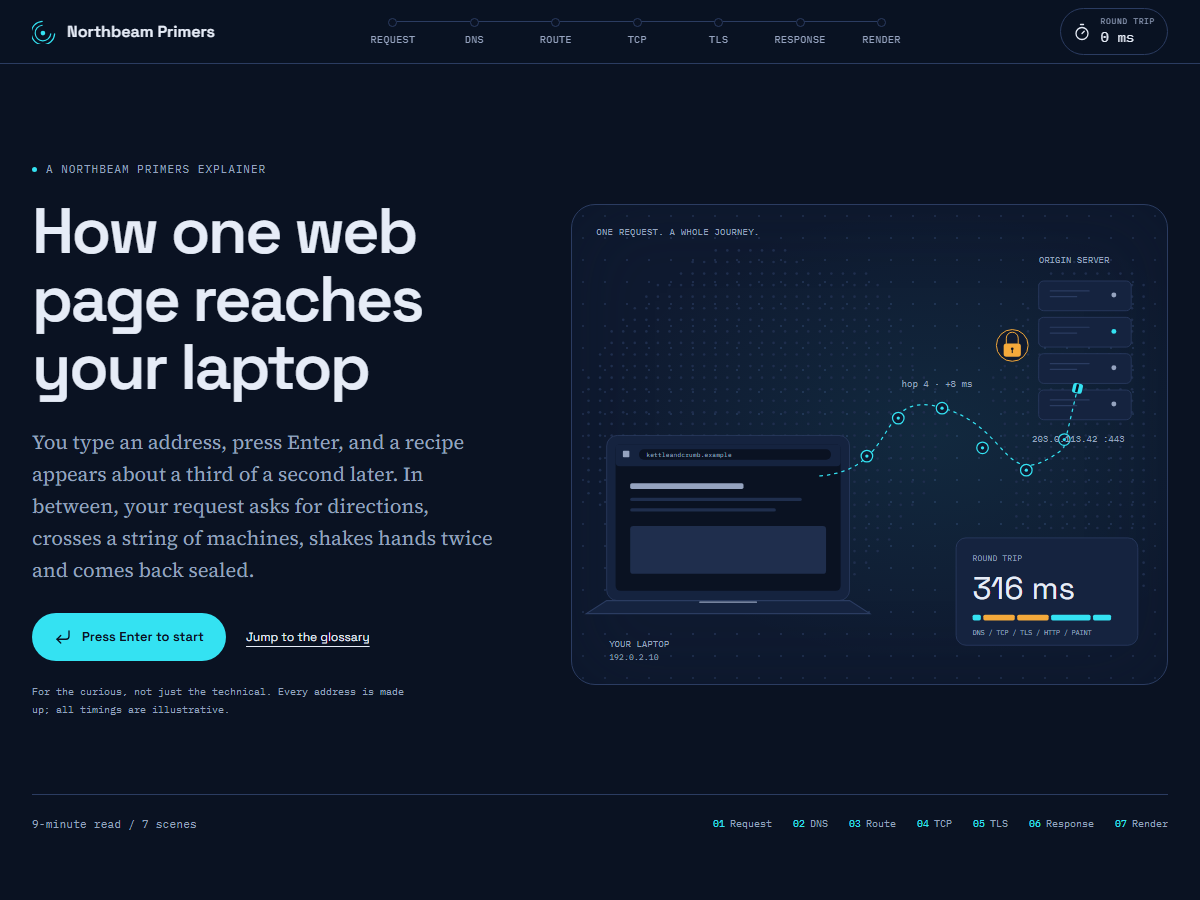 Northbeam Primers
REQUEST
DNS
ROUTE
TCP
TLS
RESPONSE
RENDER
ROUND TRIP
0 ms
A NORTHBEAM PRIMERS EXPLAINER
How one web
page reaches
your laptop
You type an address, press Enter, and a recipe
appears about a third of a second later. In
between, your request asks for directions,
crosses a string of machines, shakes hands twice
and comes back sealed.
Press Enter to start
Jump to the glossary
For the curious, not just the technical. Every address is made
up; all timings are illustrative.
ONE REQUEST. A WHOLE JOURNEY.
ORIGIN SERVER
hop 4 · +8 ms
203.0.113.42 :443
kettleandcrumb.example
YOUR LAPTOP
192.0.2.10
ROUND TRIP
316 ms
DNS / TCP / TLS / HTTP / PAINT
9-minute read / 7 scenes
01 Request
02 DNS
03 Route
04 TCP
05 TLS
06 Response
07 Render